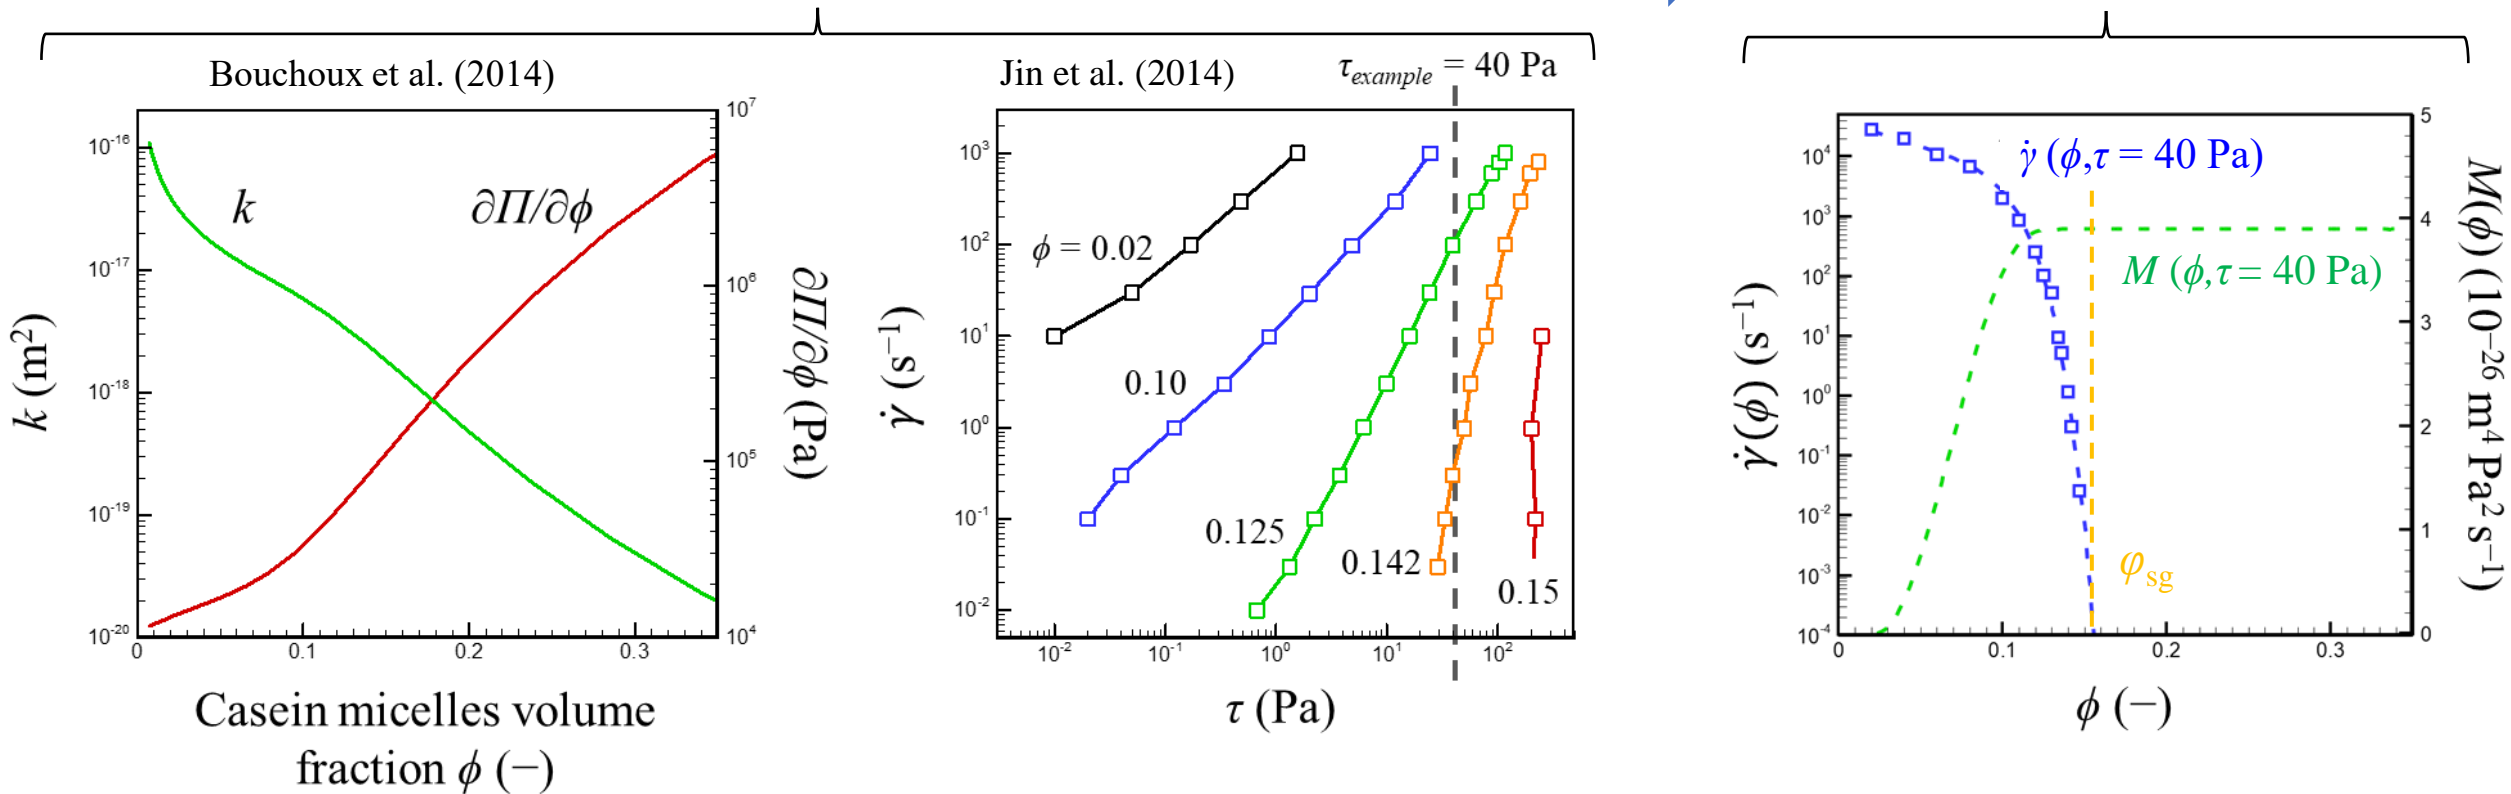 Bouchoux et al. (2014)
10⁻¹⁶
10⁻¹⁷
10⁻¹⁸
10⁻¹⁹
10⁻²⁰
k (m²)
k
∂Π/∂ϕ
10⁷
10⁶
10⁵
10⁴
∂Π/∂ϕ (Pa)
0
0.1
0.2
0.3
Casein micelles volume
fraction ϕ (−)
Jin et al. (2014)
τ_example = 40 Pa
10³
10²
10¹
10⁰
10⁻¹
10⁻²
γ̇ (s⁻¹)
ϕ = 0.02
0.10
0.125
0.142
0.15
10⁻²
10⁻¹
10⁰
10¹
10²
τ (Pa)
10⁴
10³
10²
10¹
10⁰
10⁻¹
10⁻²
10⁻³
10⁻⁴
γ̇(ϕ) (s⁻¹)
γ̇ (ϕ,τ = 40 Pa)
M (ϕ,τ = 40 Pa)
φ_sg
5
4
3
2
1
0
M(ϕ) (10⁻²⁶ m⁴ Pa² s⁻¹)
0
0.1
0.2
0.3
ϕ (−)